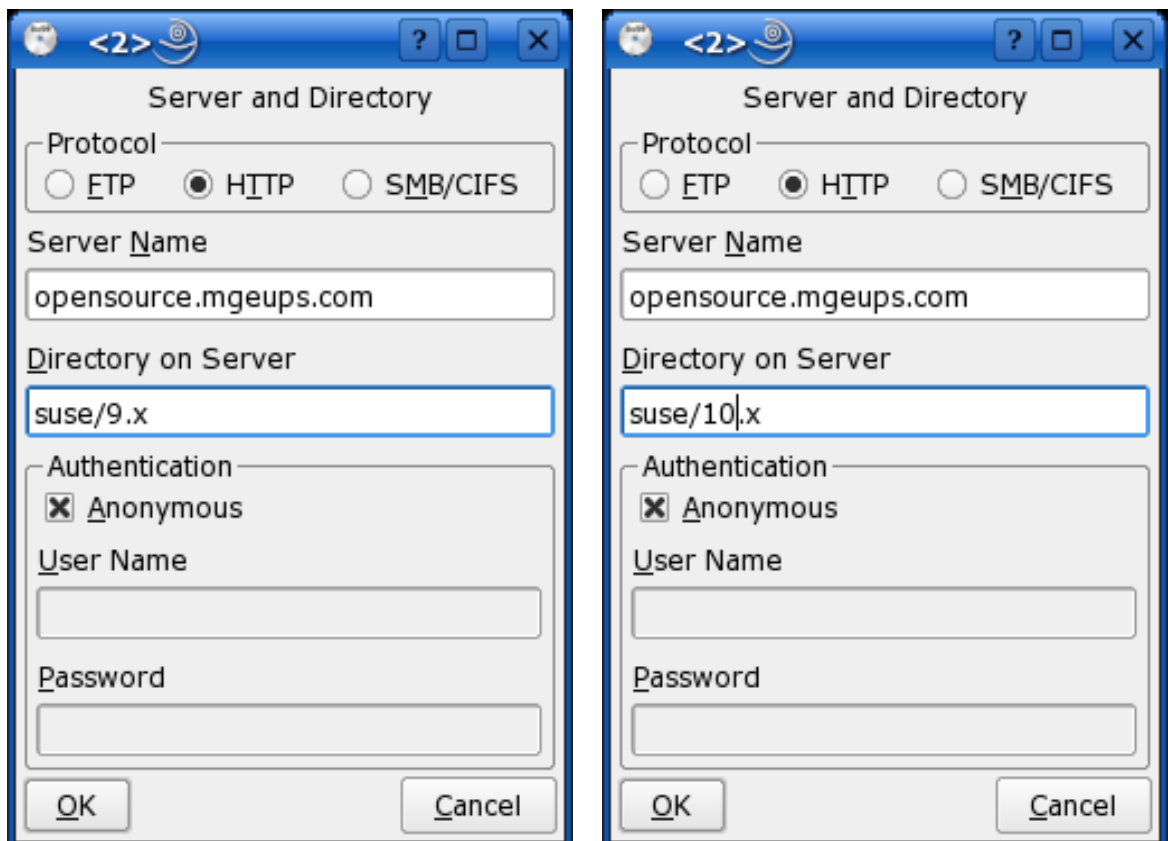 <2> ?
Server and Directory
Protocol
FTP HTTP SMB/CIFS
Server Name
opensource.mgeups.com
Directory on Server
suse/9.x
Authentication
Anonymous
User Name
Password
OK Cancel
<2> ?
Server and Directory
Protocol
FTP HTTP SMB/CIFS
Server Name
opensource.mgeups.com
Directory on Server
suse/10.x
Authentication
Anonymous
User Name
Password
OK Cancel